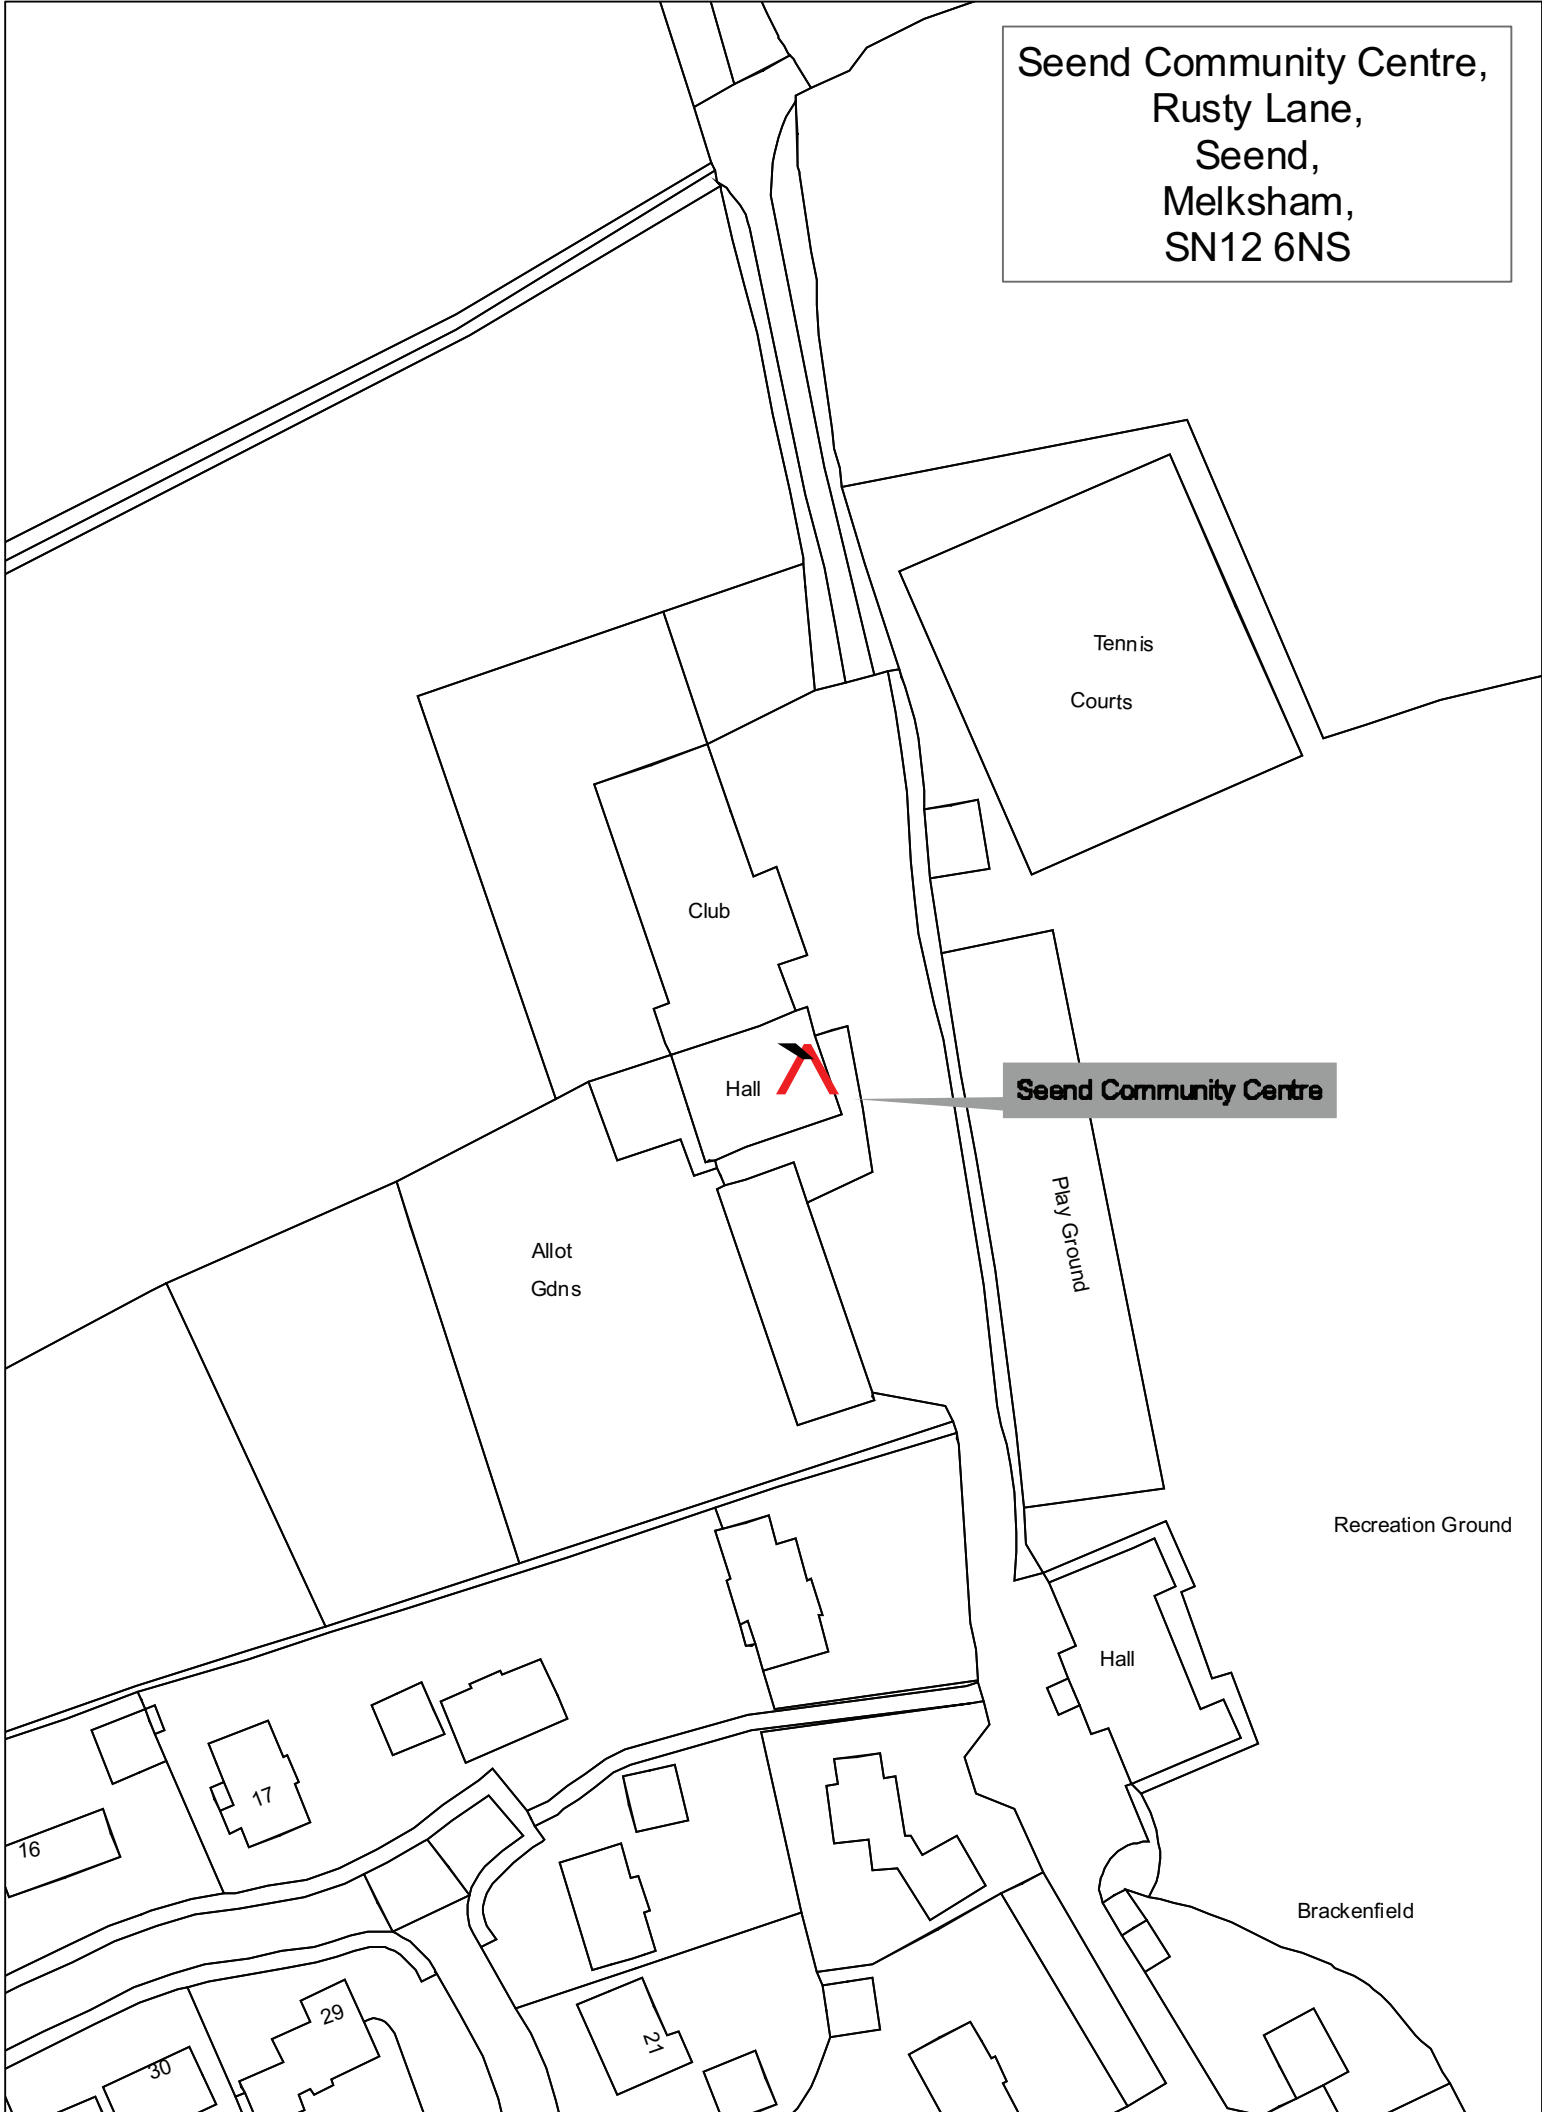 Seend Community Centre,
Rusty Lane,
Seend,
Melksham,
SN12 6NS
Tennis
Courts
Club
Hall
Seend Community Centre
Play Ground
Allot
Gdns
Recreation Ground
Hall
17
16
Brackenfield
29
21
30